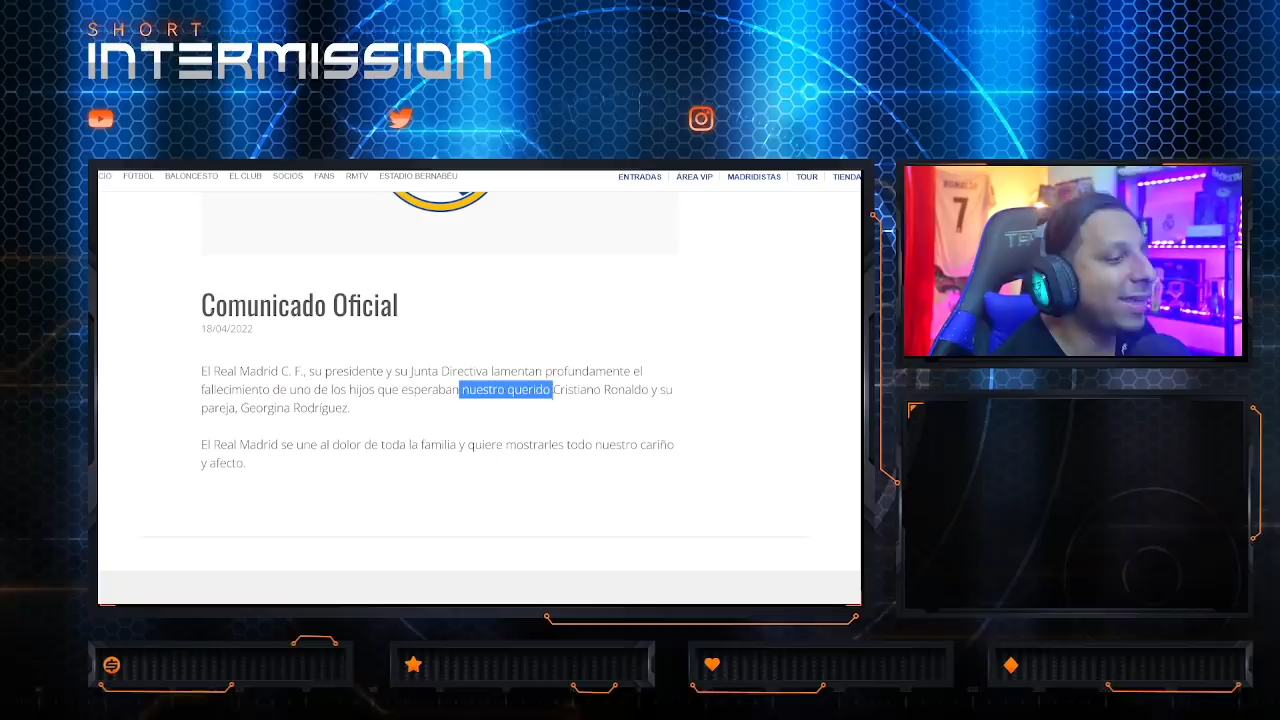 SHORT
INTERMISSION
CIO FÚTBOL BALONCESTO EL CLUB SOCIOS FANS RMTV ESTADIO BERNABÉU ENTRADAS ÁREA VIP MADRIDISTAS TOUR TIENDA
RONALDO
7
Comunicado Oficial
18/04/2022
El Real Madrid C. F., su presidente y su Junta Directiva lamentan profundamente el
fallecimiento de uno de los hijos que esperaban nuestro querido Cristiano Ronaldo y su
pareja, Georgina Rodríguez.
El Real Madrid se une al dolor de toda la familia y quiere mostrarles todo nuestro cariño
y afecto.